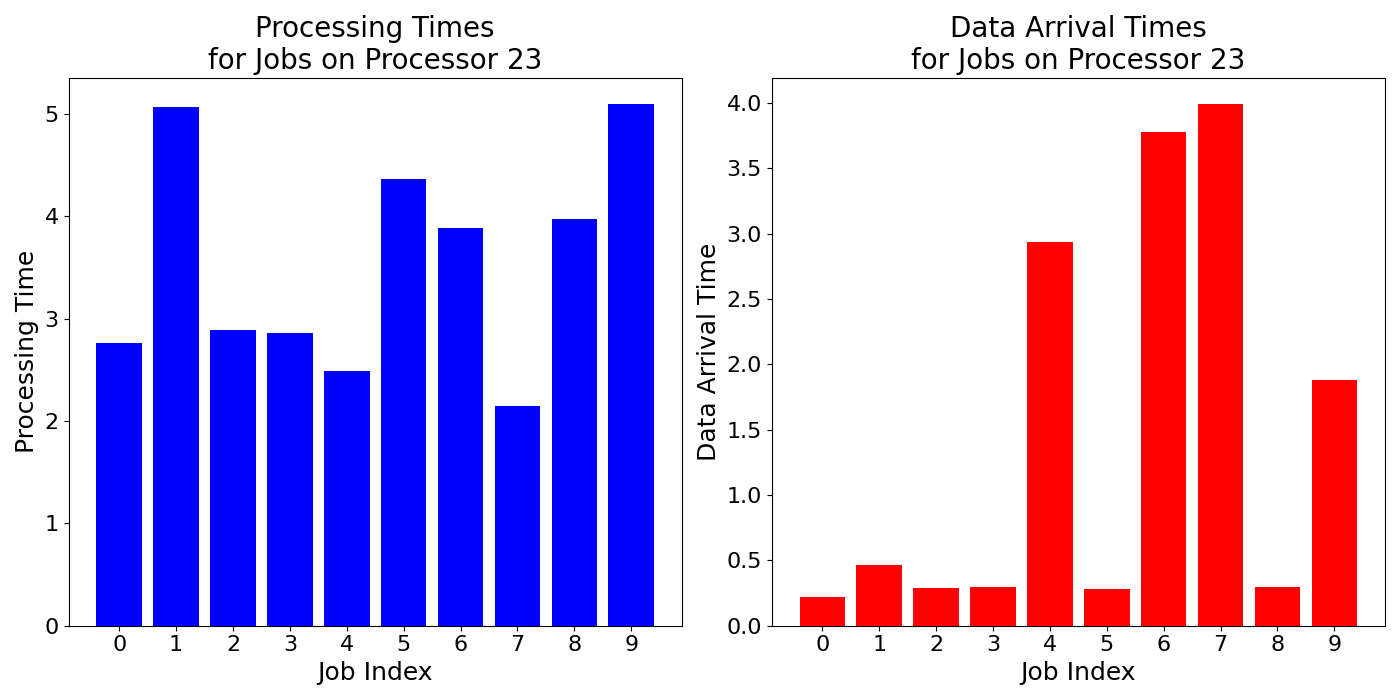 Processing Times
for Jobs on Processor 23
Processing Time
5
4
3
2
1
0
0 1 2 3 4 5 6 7 8 9
Job Index
Data Arrival Times
for Jobs on Processor 23
Data Arrival Time
4.0
3.5
3.0
2.5
2.0
1.5
1.0
0.5
0.0
0 1 2 3 4 5 6 7 8 9
Job Index